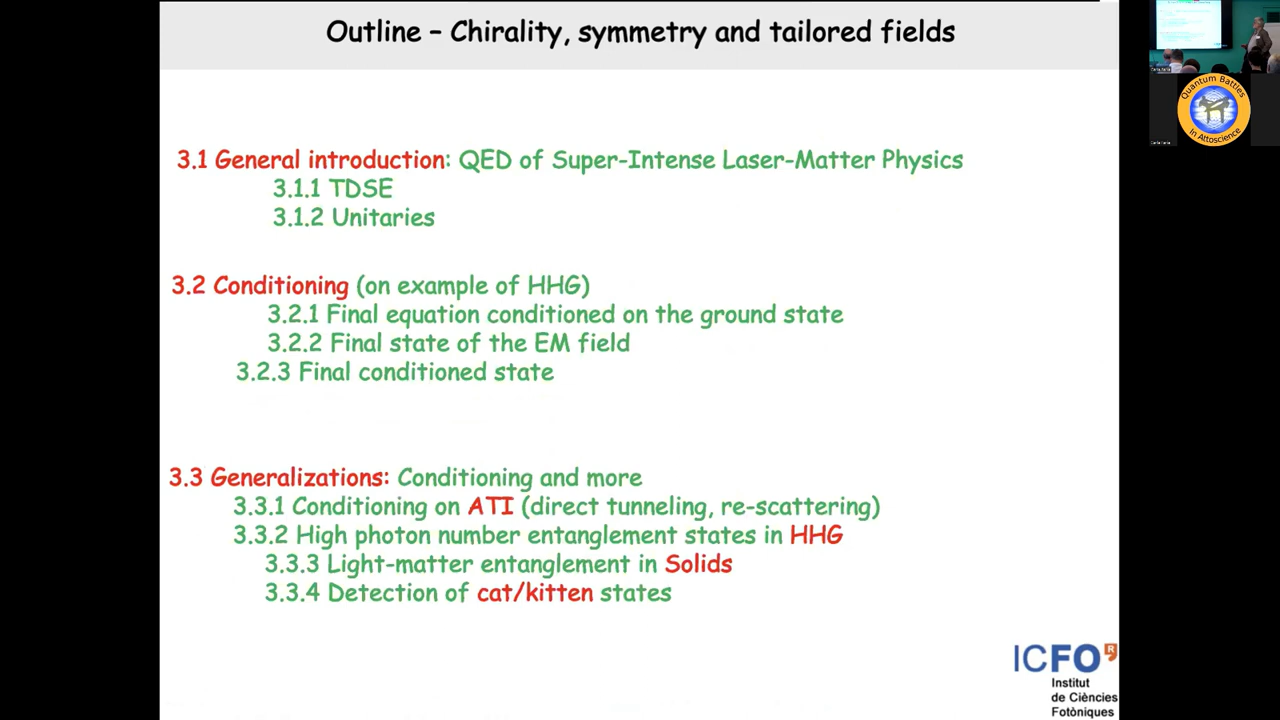 Outline – Chirality, symmetry and tailored fields
3.1 General introduction: QED of Super-Intense Laser-Matter Physics
3.1.1 TDSE
3.1.2 Unitaries
3.2 Conditioning (on example of HHG)
3.2.1 Final equation conditioned on the ground state
3.2.2 Final state of the EM field
3.2.3 Final conditioned state
3.3 Generalizations: Conditioning and more
3.3.1 Conditioning on ATI (direct tunneling, re-scattering)
3.3.2 High photon number entanglement states in HHG
3.3.3 Light-matter entanglement in Solids
3.3.4 Detection of cat/kitten states
ICFO R
Institut
de Ciències
Fotòniques
Quantum Battles
In Attoscience